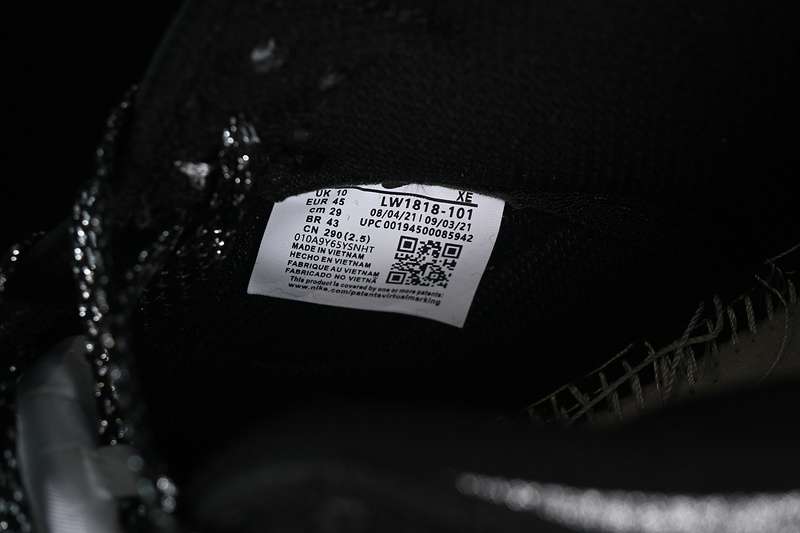 UK 10 XE
EUR 45 LW1818-101
cm 29 08/04/21 | 09/03/21
BR 43 UPC 00194500085942
CN 290(2.5)
010A9Y65YSNHT
MADE IN VIETNAM
HECHO EN VIETNAM
FABRIQUE AU VIETNAM
FABRICADO NO VIETNÃ
This product is covered by one or more patents:
www.nike.com/patentsvirtualmarking